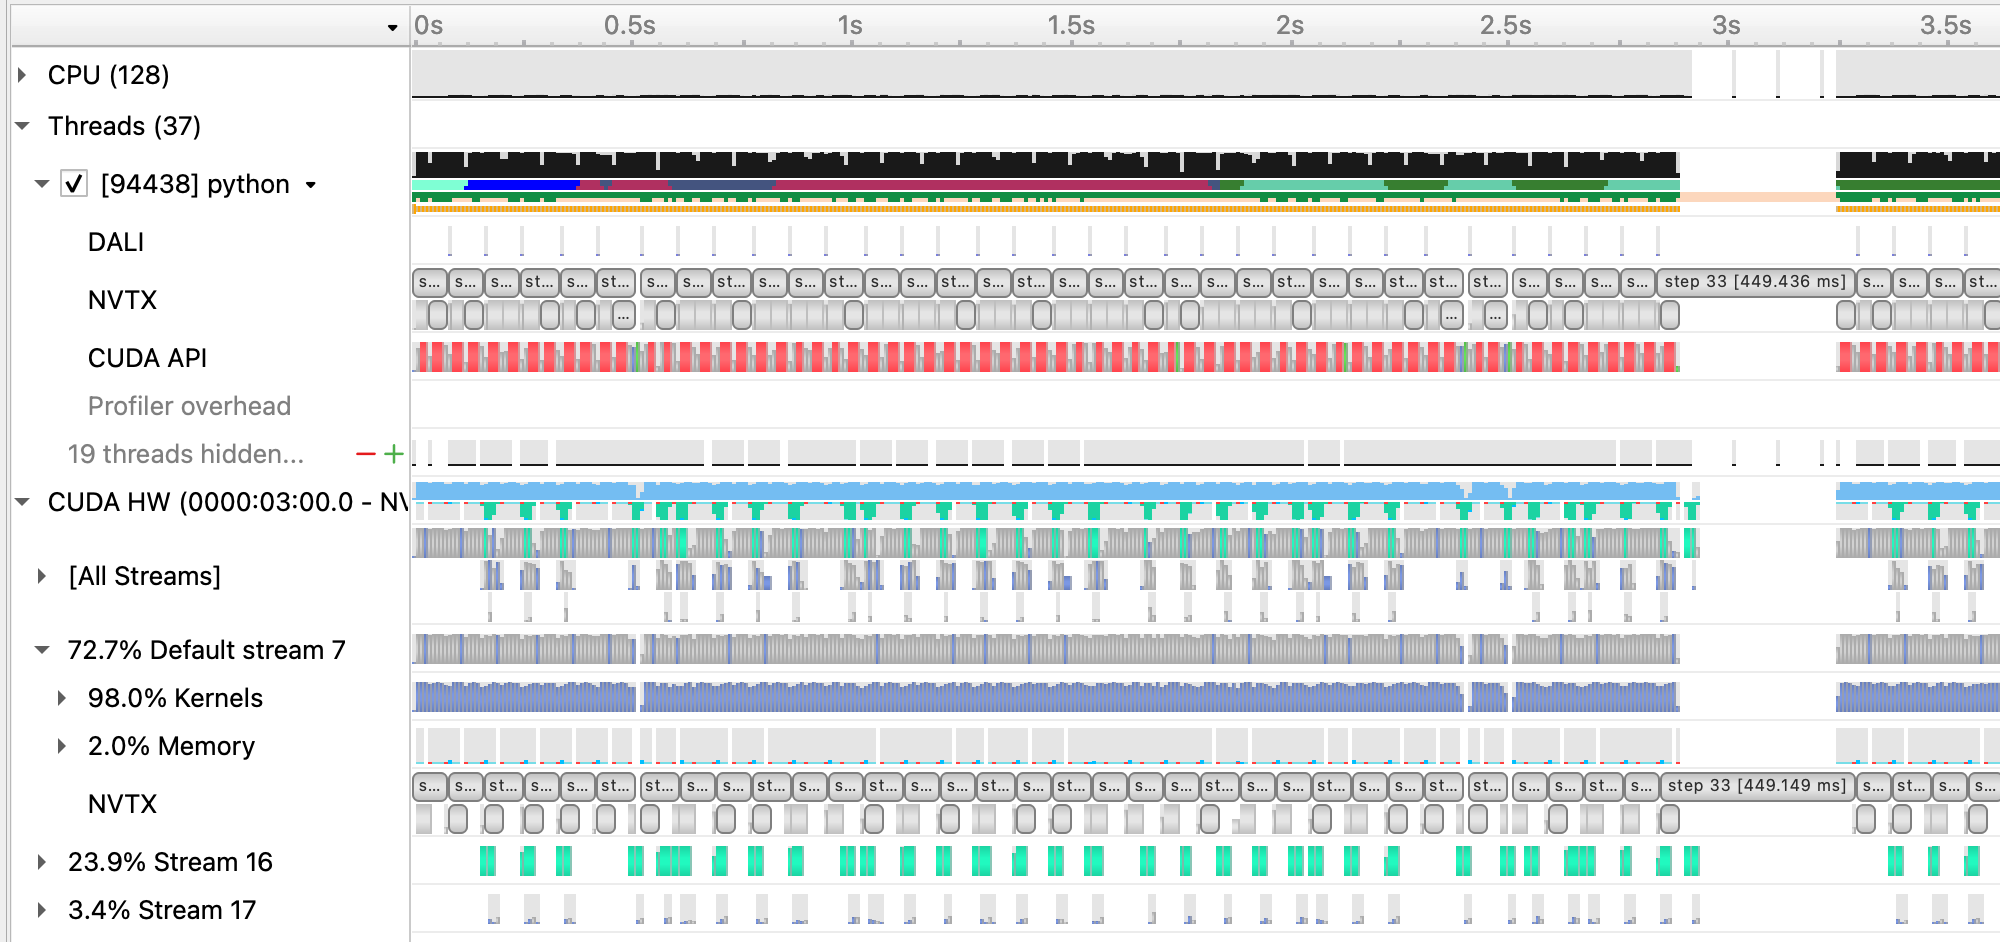 0s 0.5s 1s 1.5s 2s 2.5s 3s 3.5s
CPU (128)
Threads (37)
✓ [94438] python
DALI
s... s... s... st... s... st... s... s... st... s... s... s... st... s... s... s... st... s... s... st... s... s... s... st... s... s... st... st... s... s... s... step 33 [449.436 ms] s... s... s... st...
NVTX
... ... ...
CUDA API
Profiler overhead
19 threads hidden... − +
CUDA HW (0000:03:00.0 - NV
[All Streams]
72.7% Default stream 7
98.0% Kernels
2.0% Memory
s... s... st... s... s... st... st... s... st... s... s... s... st... s... s... s... st... s... s... s... st... s... s... st... s... s... st... s... st... s... step 33 [449.149 ms] s... st... s... s...
NVTX
23.9% Stream 16
3.4% Stream 17